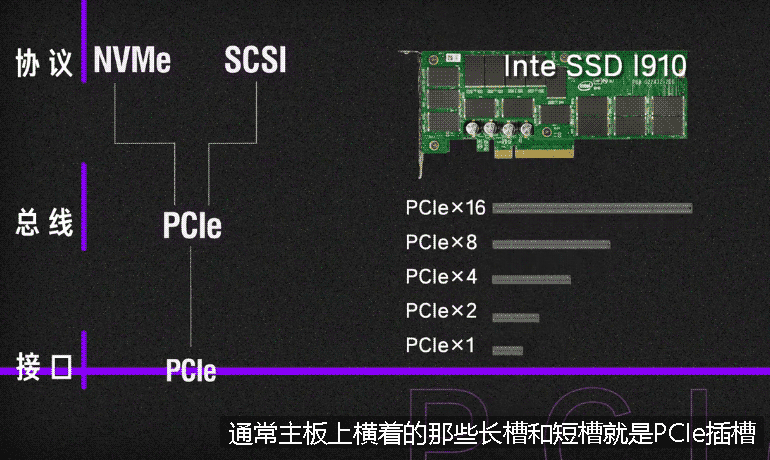 协议
NVMe
SCSI
Inte SSD I910
总线
PCIe
PCIe×16
PCIe×8
PCIe×4
PCIe×2
PCIe×1
接口
PCIe
通常主板上横着的那些长槽和短槽就是PCIe插槽